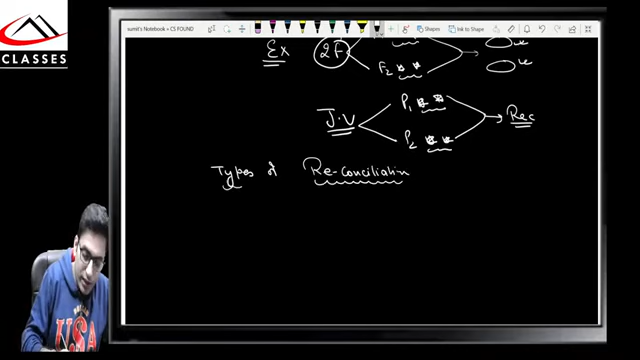 CLASSES
sumit's Notebook » CS FOUND
Shapes
Ink to Shape
Ex
2F
F2
J.V
P1
P2
Rec
Types of Re-conciliation
USA